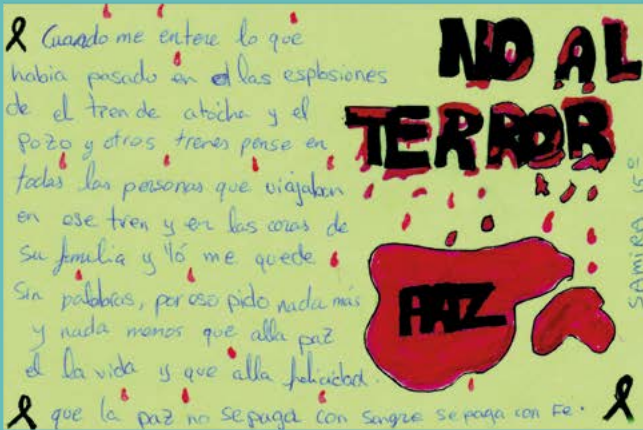 Cuando me entere lo que
habia pasado en las esplosiones
de el tren de atocha y el
pozo y otros trenes pense en
todas las personas que viajaban
en ese tren y en las caras de
su familia y Yó me quede
sin palabras, por eso pido nada más
y nada menos que alla paz
el la vida y que alla felicidad.
que la paz no se paga con sangre se paga con Fe.
NO AL
TERROR
PAZ
SAMIRA